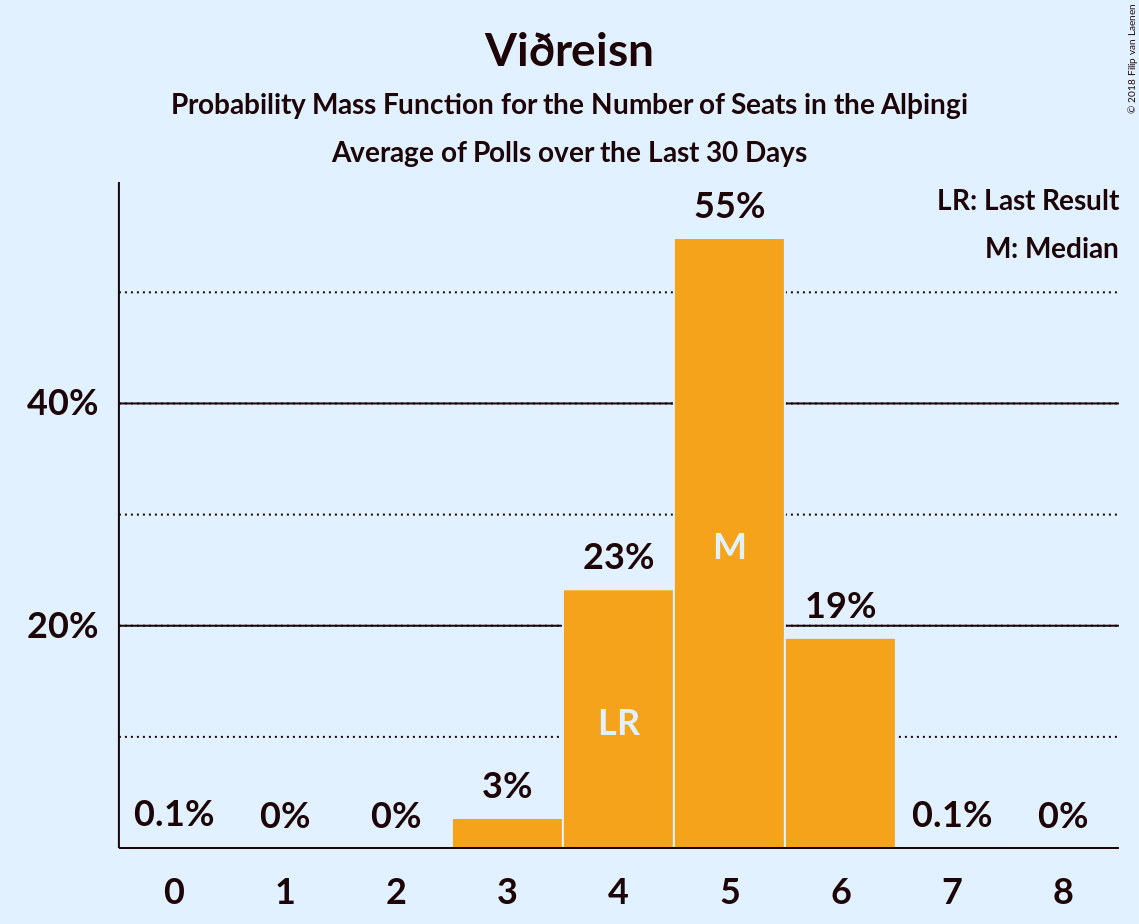 Viðreisn
Probability Mass Function for the Number of Seats in the Alþingi
Average of Polls over the Last 30 Days
© 2018 Filip van Laenen
LR: Last Result
M: Median
55%
40%
M
23%
19%
20%
LR
3%
0.1% 0% 0% 0.1% 0%
0 1 2 3 4 5 6 7 8